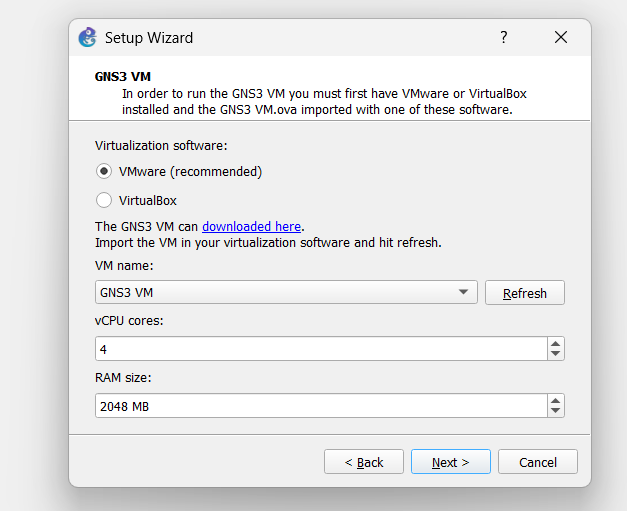 Setup Wizard
?
GNS3 VM
In order to run the GNS3 VM you must first have VMware or VirtualBox
installed and the GNS3 VM.ova imported with one of these software.
Virtualization software:
VMware (recommended)
VirtualBox
The GNS3 VM can downloaded here.
Import the VM in your virtualization software and hit refresh.
VM name:
GNS3 VM
Refresh
vCPU cores:
4
RAM size:
2048 MB
< Back
Next >
Cancel